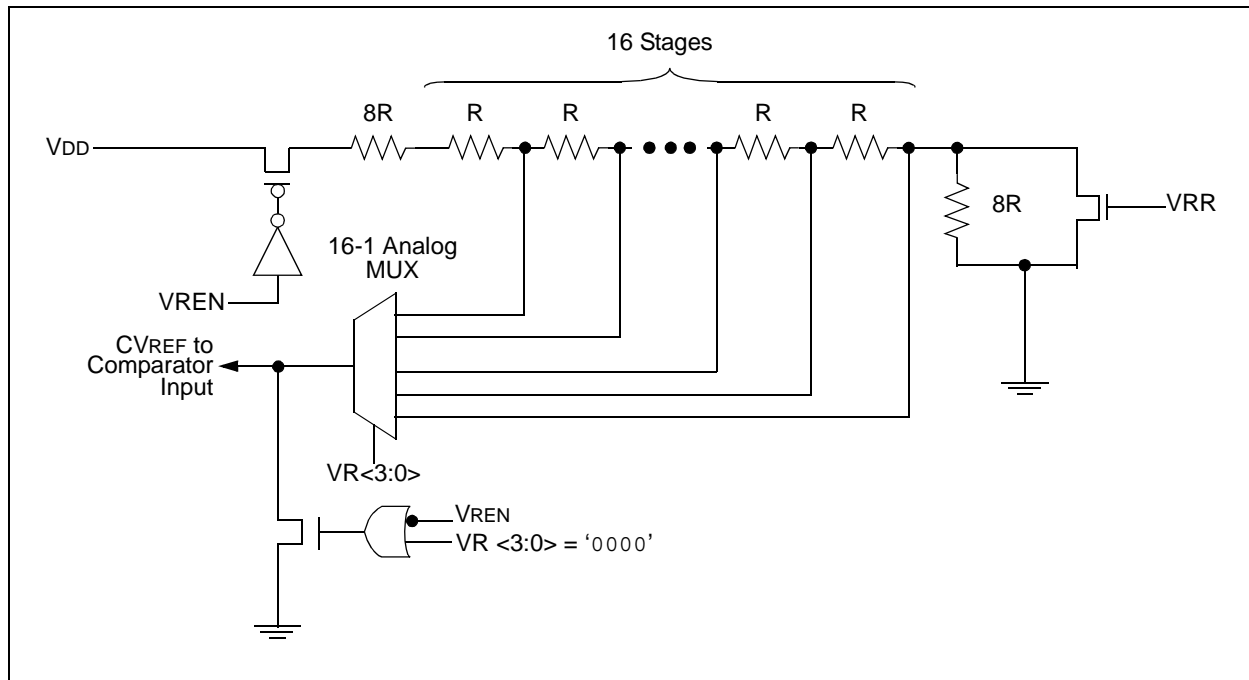 16 Stages
8R
R
R
R
R
VDD
8R
VRR
16-1 Analog
MUX
VREN
CVREF to
Comparator
Input
VR<3:0>
VREN
VR <3:0> = ‘0000’